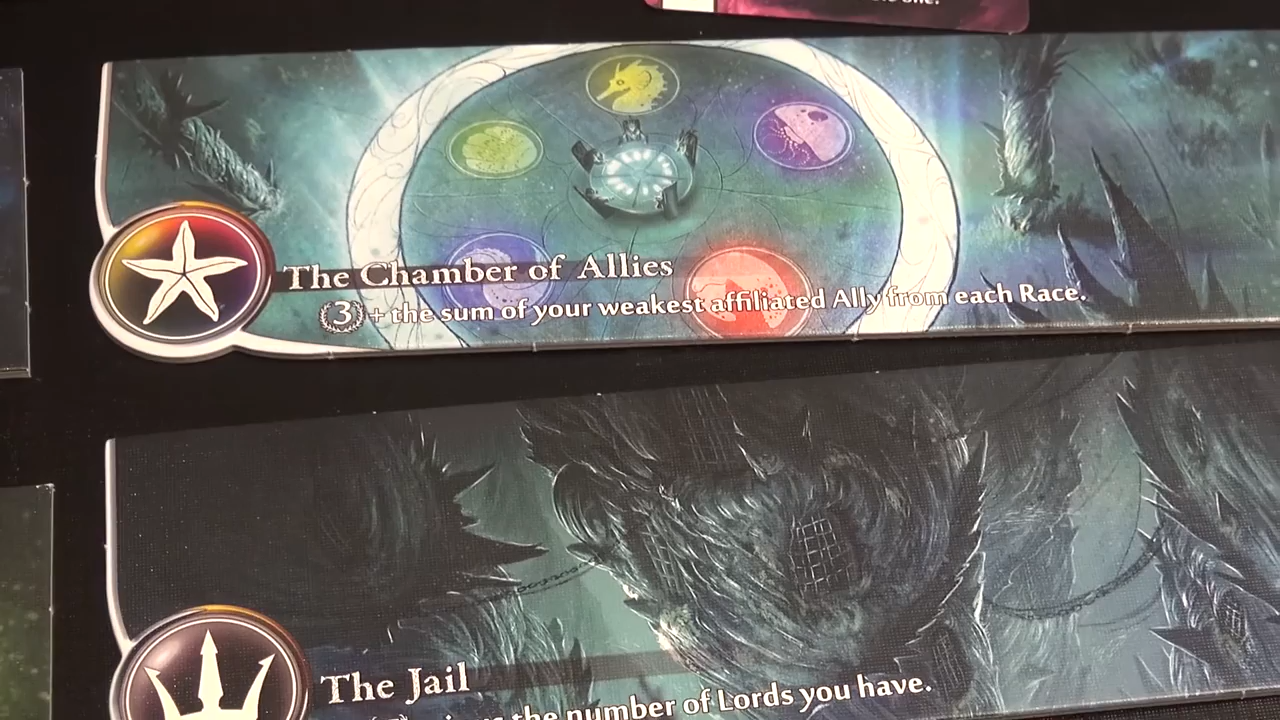 one.
The Chamber of Allies
3 + the sum of your weakest affiliated Ally from each Race.
The Jail
the number of Lords you have.